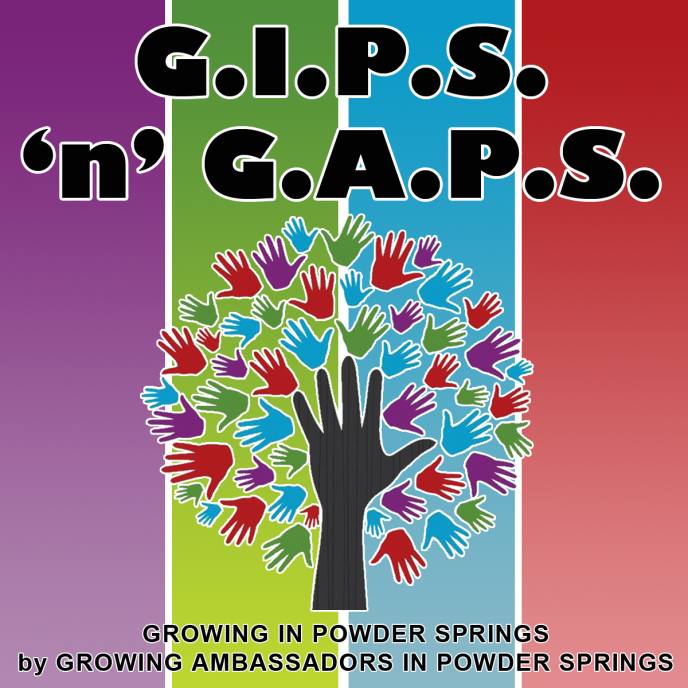 G.I.P.S.
‘n’ G.A.P.S.
GROWING IN POWDER SPRINGS
by GROWING AMBASSADORS IN POWDER SPRINGS